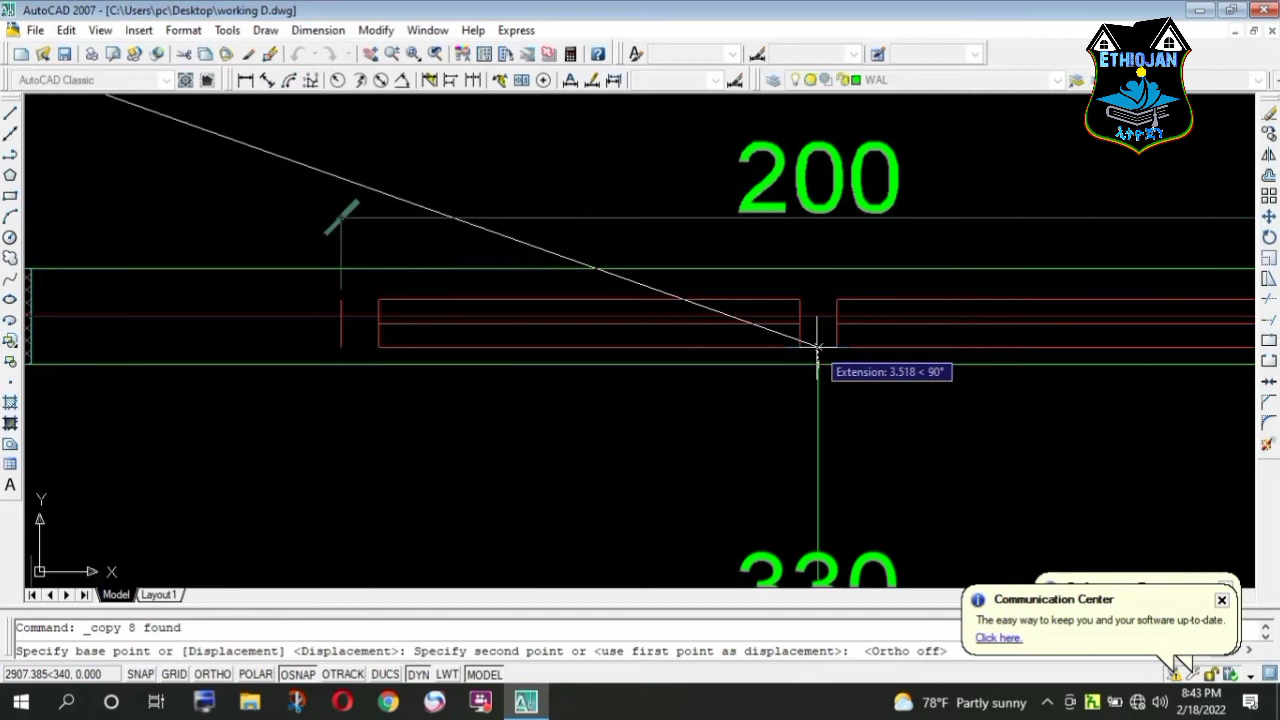 AutoCAD 2007 - [C:\Users\pc\Desktop\working D.dwg]
File Edit View Insert Format Tools Draw Dimension Modify Window Help Express
AutoCAD Classic
WAL
ETHIOJAN
200
Extension: 3.518 < 90°
330
Y
X
Model Layout1
Communication Center
The easy way to keep you and your software up-to-date.
Click here.
Command: _copy 8 found
Specify base point or [Displacement] <Displacement>: Specify second point or <use first point as displacement>: <Ortho off>
2907.385<340, 0.000 SNAP GRID ORTHO POLAR OSNAP OTRACK DUCS DYN LWT MODEL
78°F Partly sunny
8:43 PM
2/18/2022